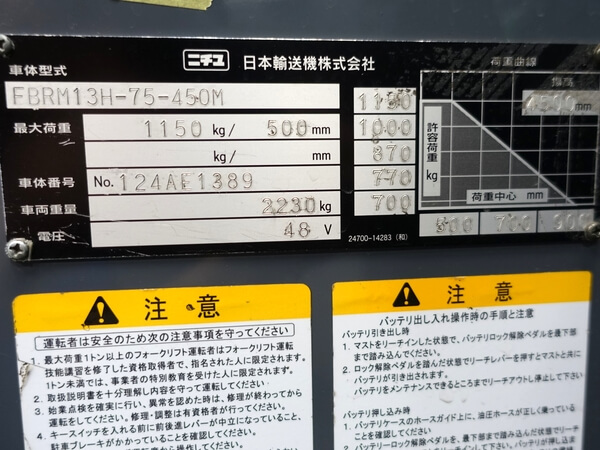 ニチユ 日本輸送機株式会社
車体型式
FBRM13H-75-450M
最大荷重 1150 kg/ 500 mm
kg/ mm
車体番号 No. 124AE1389
車両重量 2230 kg
電圧 48 V
1150
1000
870
770
700
24700-14283 (和)
荷重曲線
揚高
4500mm
許容荷重 kg
荷重中心 mm
500 700 900
注意
運転者は安全のため次の注意事項を守ってください
1. 最大荷重1トン以上のフォークリフト運転者はフォークリフト運転
技能講習を修了した資格取得者で、指名された人に限定されます。
1トン未満では、事業者の特別教育を受けた人に限定されます。
2. 取扱説明書を十分理解し内容を守って運転してください。
3. 始業点検を確実に行い、異常を認めた時は、修理が終わってから
運転をしてください。修理・調整は有資格者が行ってください。
4. キースイッチを入れる前に前後進レバーが中立になっていること、
駐車ブレーキがかかっていることを確認してください。
注意
バッテリ出し入れ操作時の手順と注意
バッテリ引き出し時
1. マストをリーチインした状態で、バッテリロック解除ペダルを最下部
まで踏み込んでください。
2. ロック解除ペダルを踏んだ状態でリーチレバーを押すとマストと共に
バッテリが引き出されます。
バッテリをメンテナンスできるところまでリーチアウトし停止して下さい
バッテリ押し込み時
1. バッテリケースのホースガイド上に、油圧ホースが正しく乗っている
ことを確認してください。
2. バッテリーロック解除ペダルを、最下部まで踏み込んだ状態で